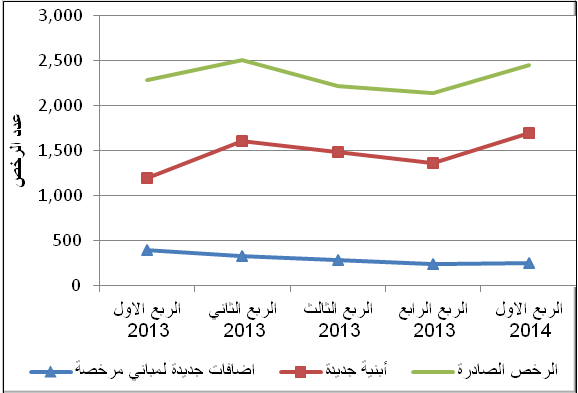 3,000
2,500
2,000
1,500
1,000
500
0
عدد الرخص
الربع الاول 2013
الربع الثاني 2013
الربع الثالث 2013
الربع الرابع 2013
الربع الاول 2014
اضافات جديدة لمباني مرخصة
أبنية جديدة
الرخص الصادرة